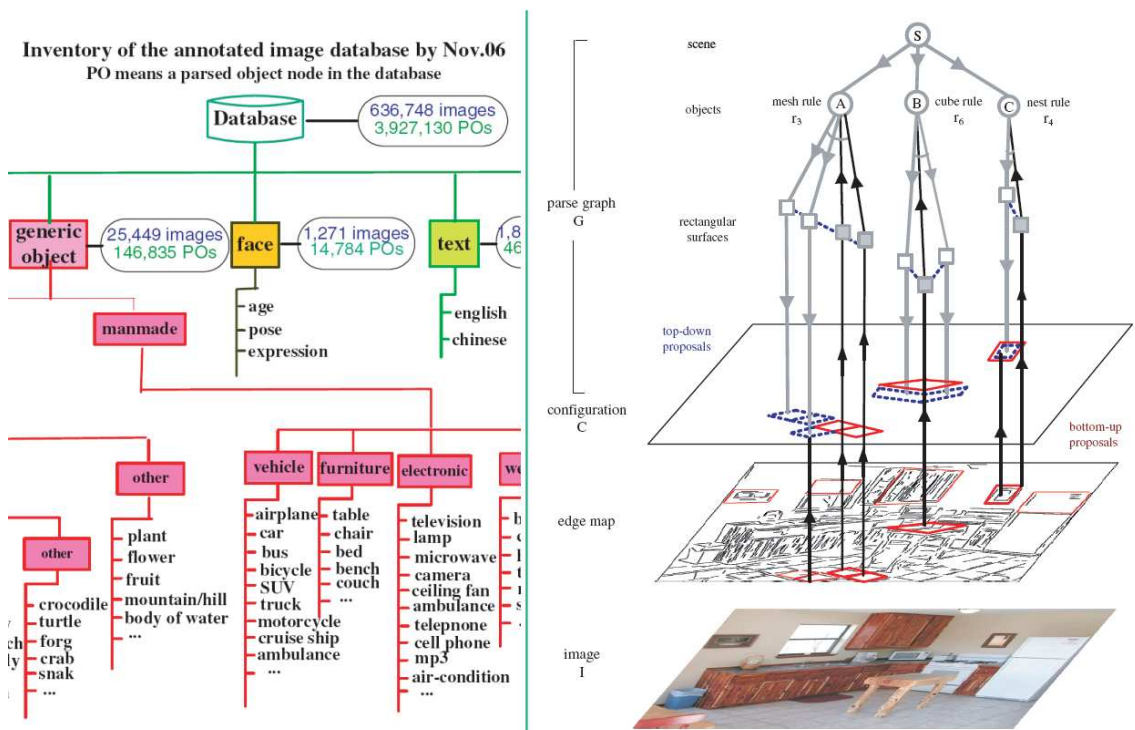 Inventory of the annotated image database by Nov.06
PO means a parsed object node in the database
Database
636,748 images
3,927,130 POs
generic
object
25,449 images
146,835 POs
face
1,271 images
14,784 POs
text
1,8
46
age
pose
expression
english
chinese
manmade
other
vehicle
furniture
electronic
we
other
plant
flower
fruit
mountain/hill
body of water
...
crocodile
turtle
forg
crab
snak
...
airplane
car
bus
bicycle
SUV
truck
motorcycle
cruise ship
ambulance
...
table
chair
bed
bench
couch
...
television
lamp
microwave
camera
ceiling fan
ambulance
telepnone
cell phone
mp3
air-condition
...
scene
S
objects
mesh rule
r3
A
B
cube rule
r6
C
nest rule
r4
parse graph
G
rectangular
surfaces
top-down
proposals
configuration
C
bottom-up
proposals
edge map
image
I